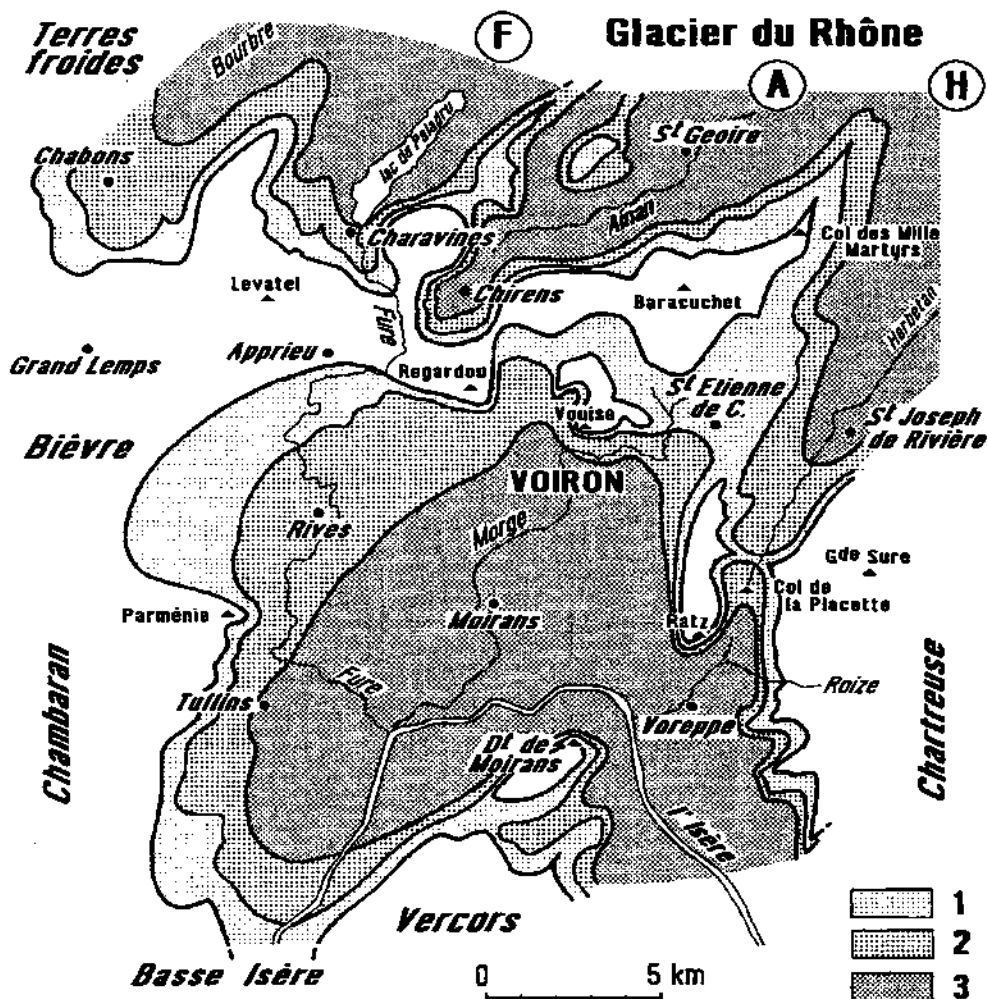 Terres
froides
Bourbre
F
Glacier du Rhône
A
H
lac de Paladru
St Geoire
Chabons
Ainan
Charavines
Col des Mille
Martyrs
Levatel
Chirens
Baracuchet
Herbetan
Fure
Grand Lemps
Apprieu
Regardou
St Etienne
de C.
Vouise
St Joseph
de Rivière
Bièvre
VOIRON
Rives
Morge
Gde Sure
Col de
la Placette
Parménie
Moirans
Ratz
Chambaran
Fure
Roize
Tullins
Voreppe
Chartreuse
Dt de
Moirans
l'Isère
Vercors
1
2
Basse Isère
0 5 km
3